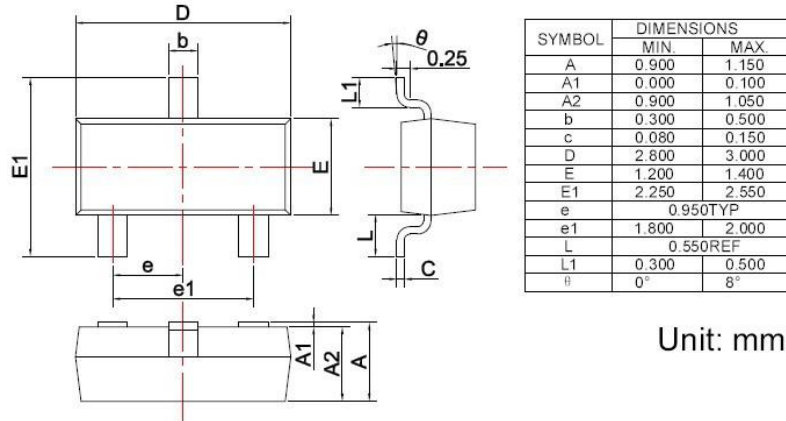 D
b
θ
0.25
L1
E1
E
L
e
e1
C
A1
A2
A
SYMBOL DIMENSIONS
MIN. MAX.
A 0.900 1.150
A1 0.000 0.100
A2 0.900 1.050
b 0.300 0.500
c 0.080 0.150
D 2.800 3.000
E 1.200 1.400
E1 2.250 2.550
e 0.950TYP
e1 1.800 2.000
L 0.550REF
L1 0.300 0.500
θ 0° 8°
Unit: mm